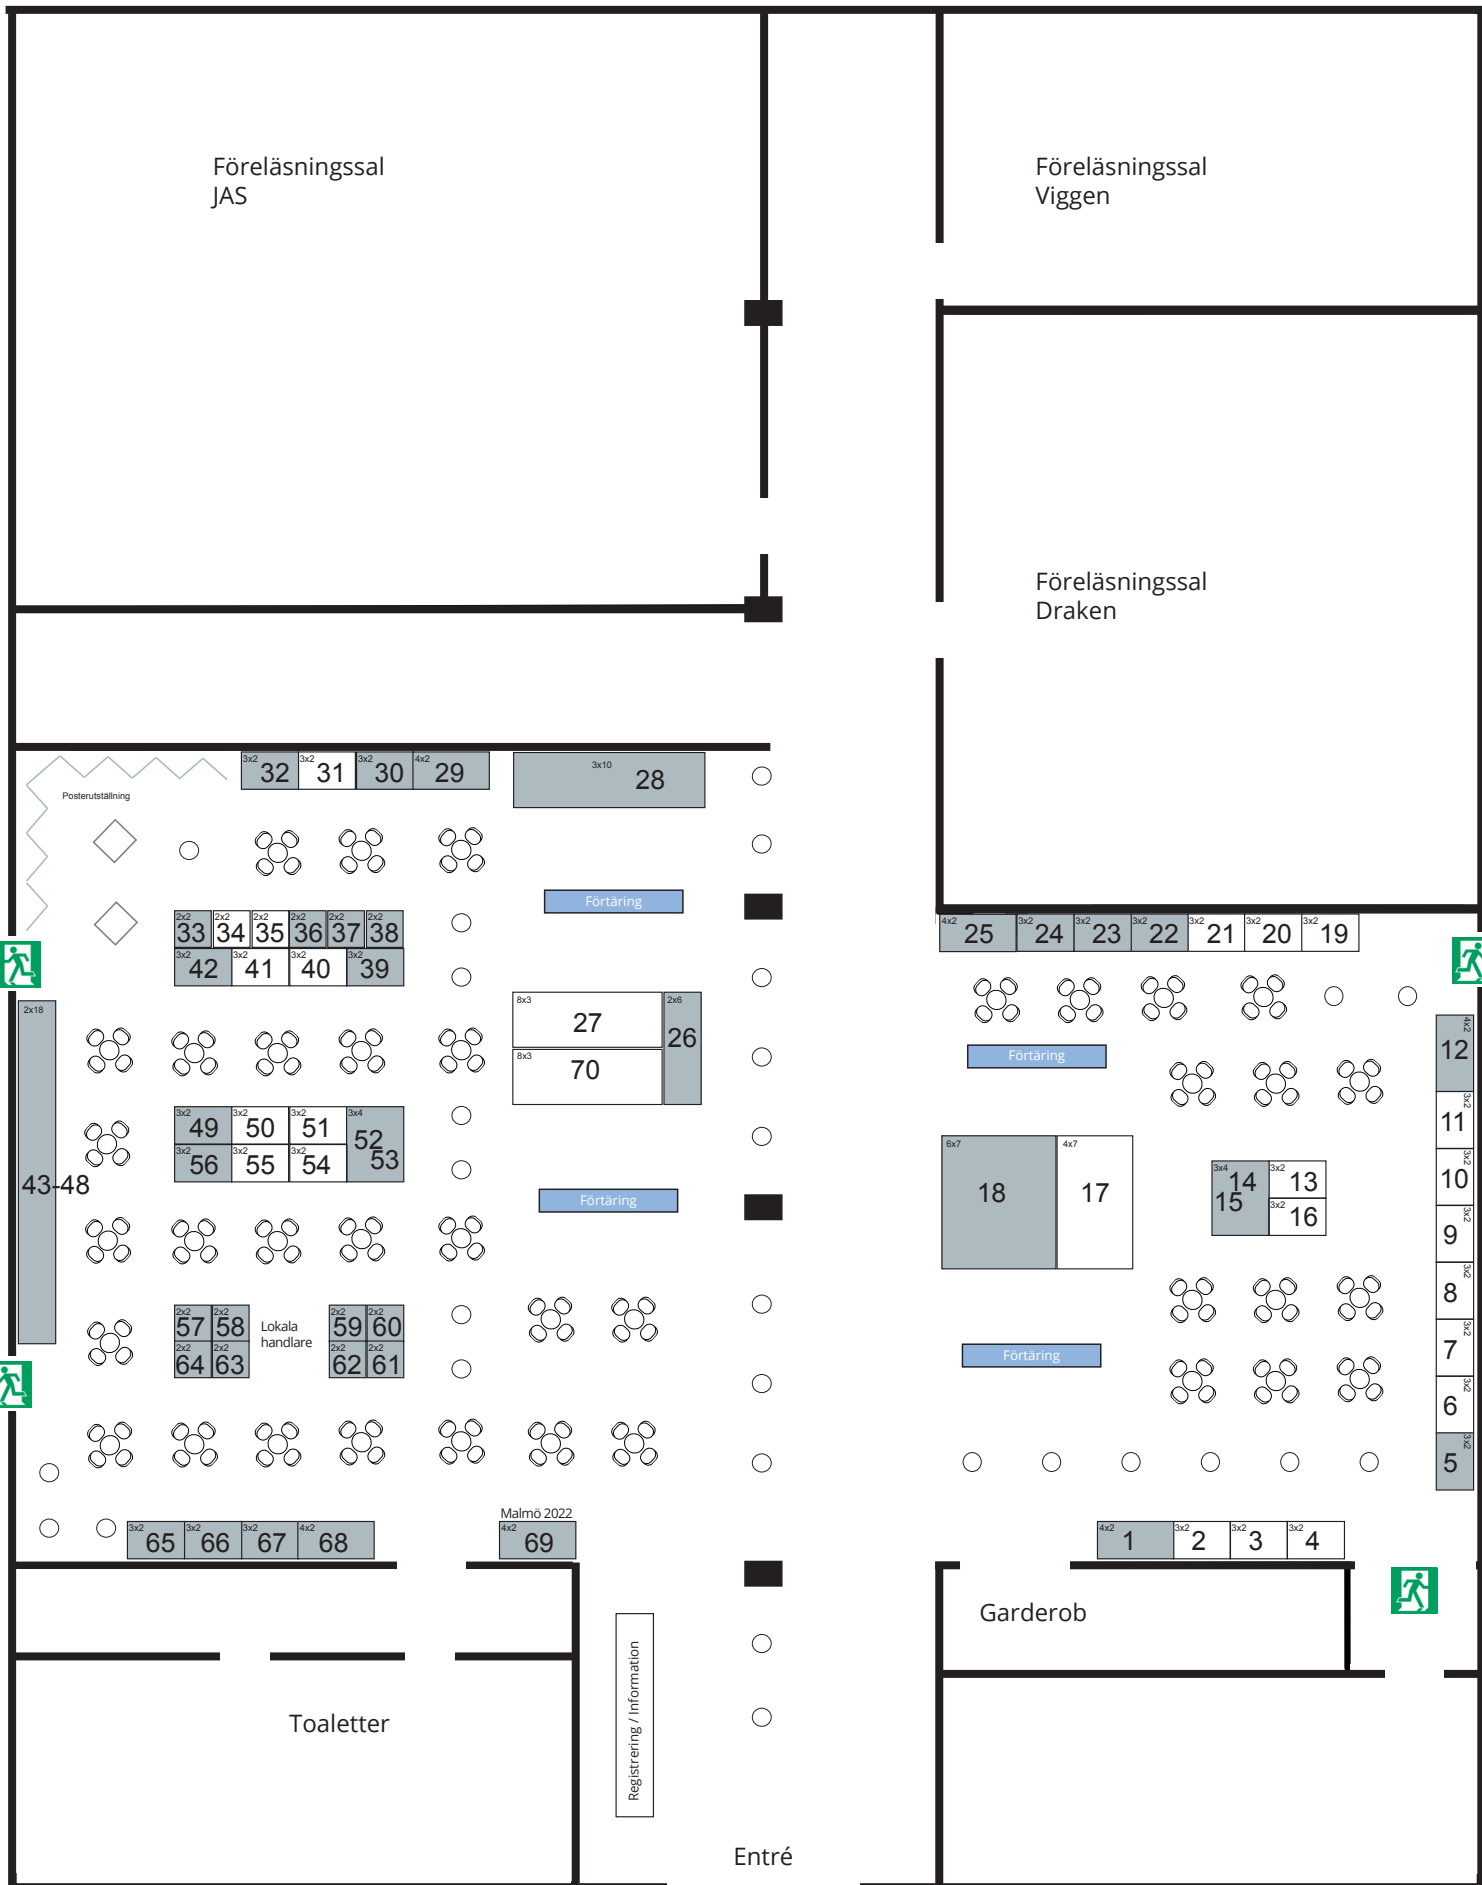 Föreläsningssal
JAS
Föreläsningssal
Viggen
Föreläsningssal
Draken
3x2 32
3x2 31
3x2 30
4x2 29
3x10 28
Posterutställning
Förtäring
2x2 33
2x2 34
2x2 35
2x2 36
2x2 37
2x2 38
3x2 42
3x2 41
3x2 40
3x2 39
4x2 25
3x2 24
3x2 23
3x2 22
3x2 21
3x2 20
3x2 19
2x18
43-48
8x3 27
8x3 70
2x6 26
Förtäring
4x2 12
3x2 11
3x2 10
3x2 9
3x2 8
3x2 7
3x2 6
3x2 5
3x2 49
3x2 50
3x2 51
3x4 52
53
3x2 56
3x2 55
3x2 54
Förtäring
6x7 18
4x7 17
3x4 14
15
3x2 13
3x2 16
2x2 57
2x2 58
2x2 64
2x2 63
Lokala
handlare
2x2 59
2x2 60
2x2 62
2x2 61
Förtäring
3x2 65
3x2 66
3x2 67
4x2 68
Malmö 2022
4x2 69
4x2 1
3x2 2
3x2 3
3x2 4
Garderob
Toaletter
Registrering / Information
Entré